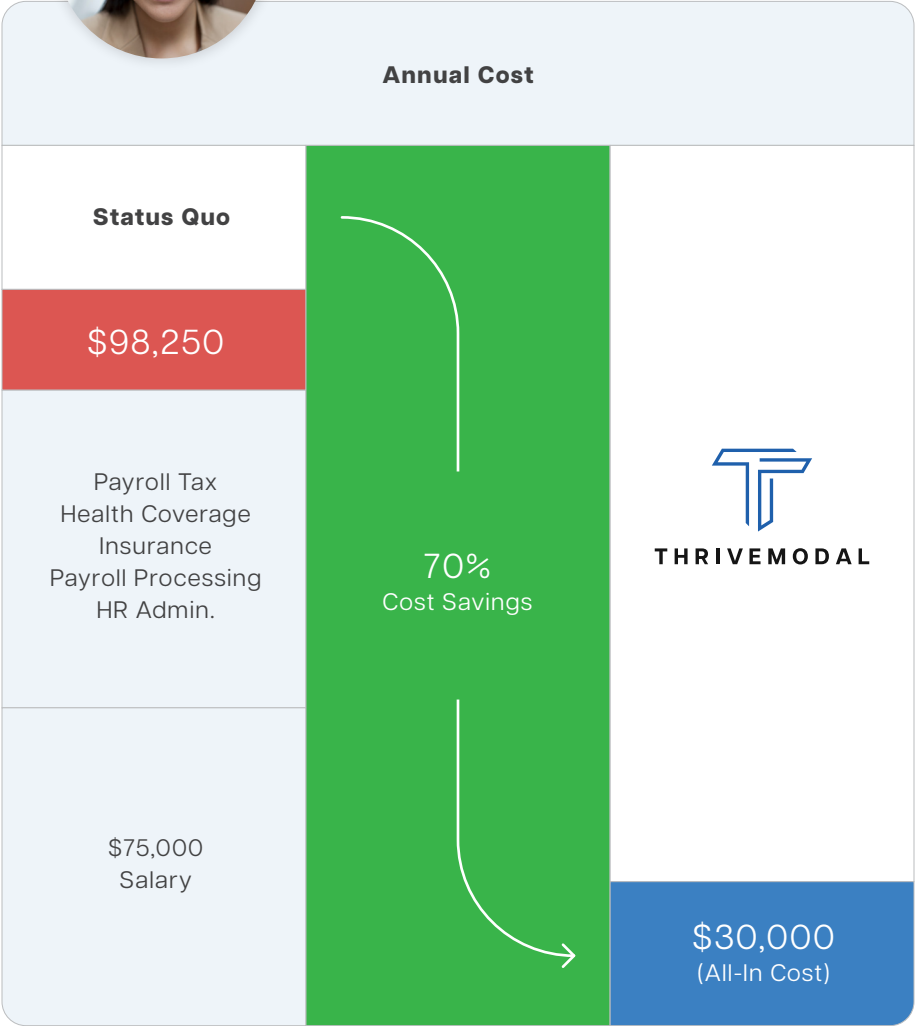 Annual Cost
Status Quo
$98,250
Payroll Tax
Health Coverage
Insurance
Payroll Processing
HR Admin.
$75,000
Salary
70%
Cost Savings
THRIVEMODAL
$30,000
(All-In Cost)